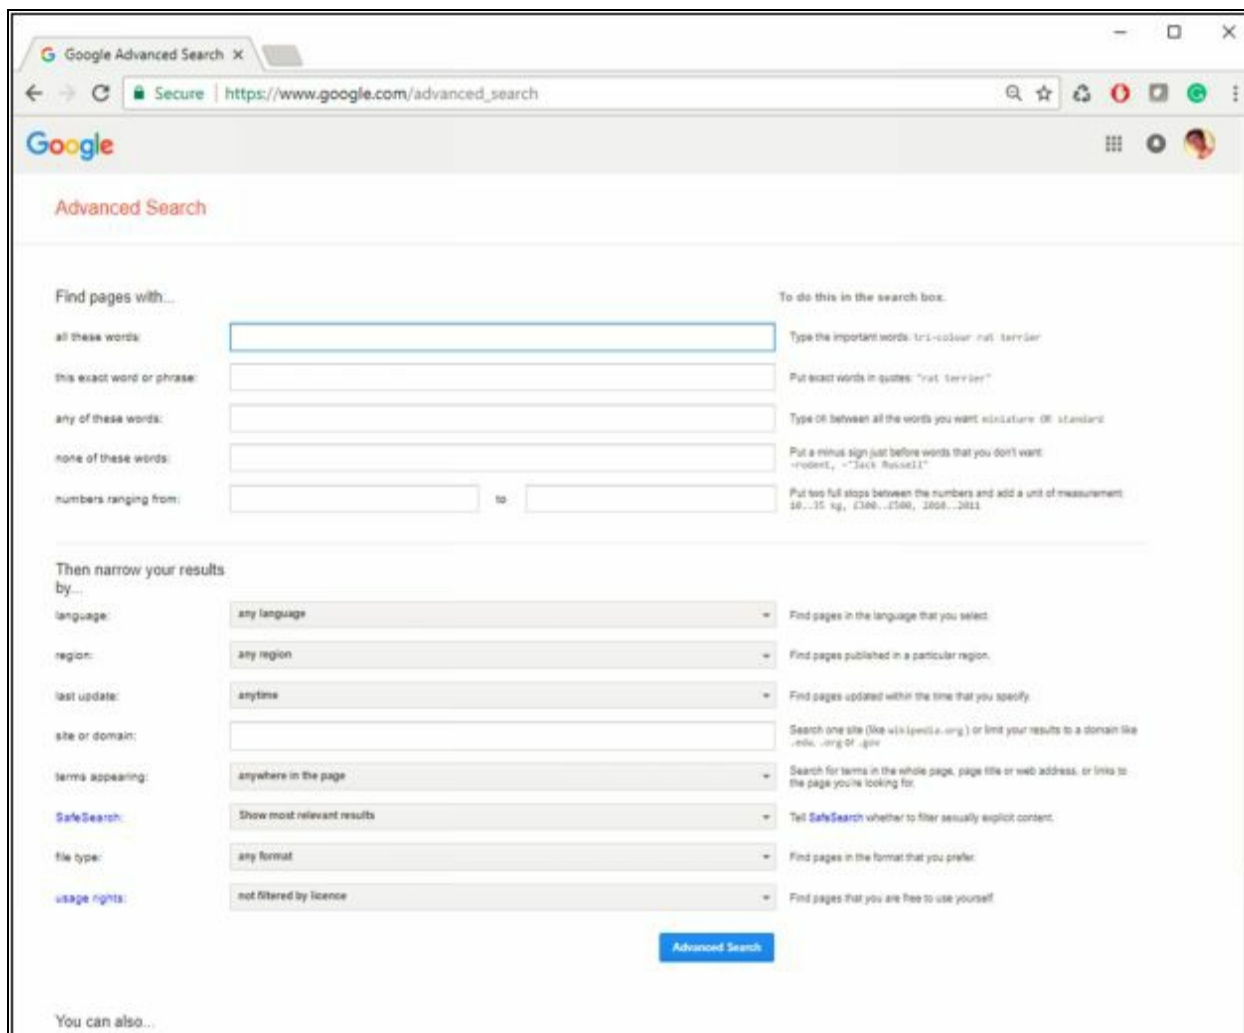 Google Advanced Search
Secure https://www.google.com/advanced_search
Google
Advanced Search
Find pages with... To do this in the search box.
all these words: Type the important words: tri-colour rat terrier
this exact word or phrase: Put exact words in quotes: "rat terrier"
any of these words: Type OR between all the words you want: miniature OR standard
none of these words: Put a minus sign just before words that you don't want:
-rodent, -"Jack Russell"
numbers ranging from: to Put two full stops between the numbers and add a unit of measurement:
10..35 kg, £300..£500, 2010..2011
Then narrow your results
by...
language: any language Find pages in the language that you select.
region: any region Find pages published in a particular region.
last update: anytime Find pages updated within the time that you specify.
site or domain: Search one site (like wikipedia.org ) or limit your results to a domain like
.edu, .org or .gov
terms appearing: anywhere in the page Search for terms in the whole page, page title or web address, or links to
the page you're looking for.
SafeSearch: Show most relevant results Tell SafeSearch whether to filter sexually explicit content.
file type: any format Find pages in the format that you prefer.
usage rights: not filtered by licence Find pages that you are free to use yourself.
Advanced Search
You can also...